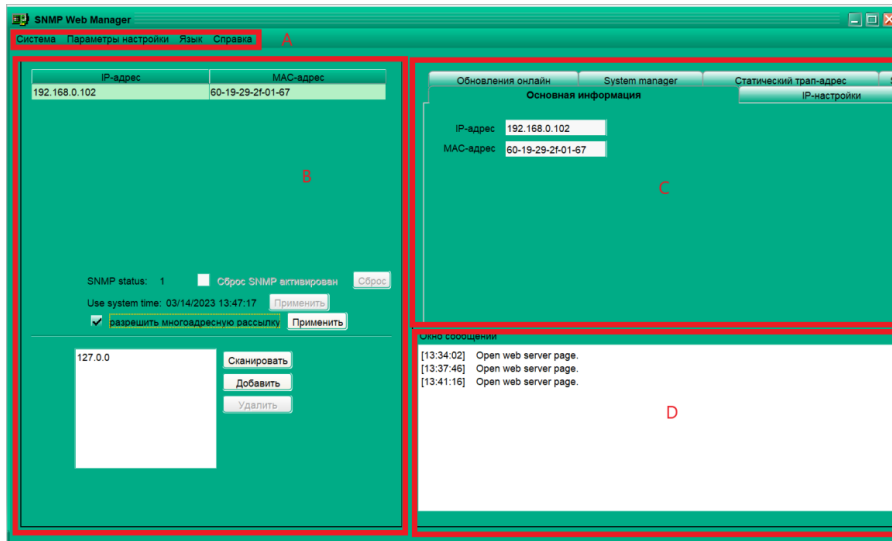 SNMP Web Manager
Система Параметры настройки Язык Справка A
IP-адрес MAC-адрес
192.168.0.102 60-19-29-2f-01-67
B
SNMP status: 1 Сброс SNMP активирован Сброс
Use system time: 03/14/2023 13:47:17 Применить
разрешить многоадресную рассылку Применить
127.0.0
Сканировать
Добавить
Удалить
Обновления онлайн System manager Статический трап-адрес
Основная информация IP-настройки
IP-адрес 192.168.0.102
MAC-адрес 60-19-29-2f-01-67
C
Окно сообщений
[13:34:02] Open web server page.
[13:37:46] Open web server page.
[13:41:16] Open web server page.
D